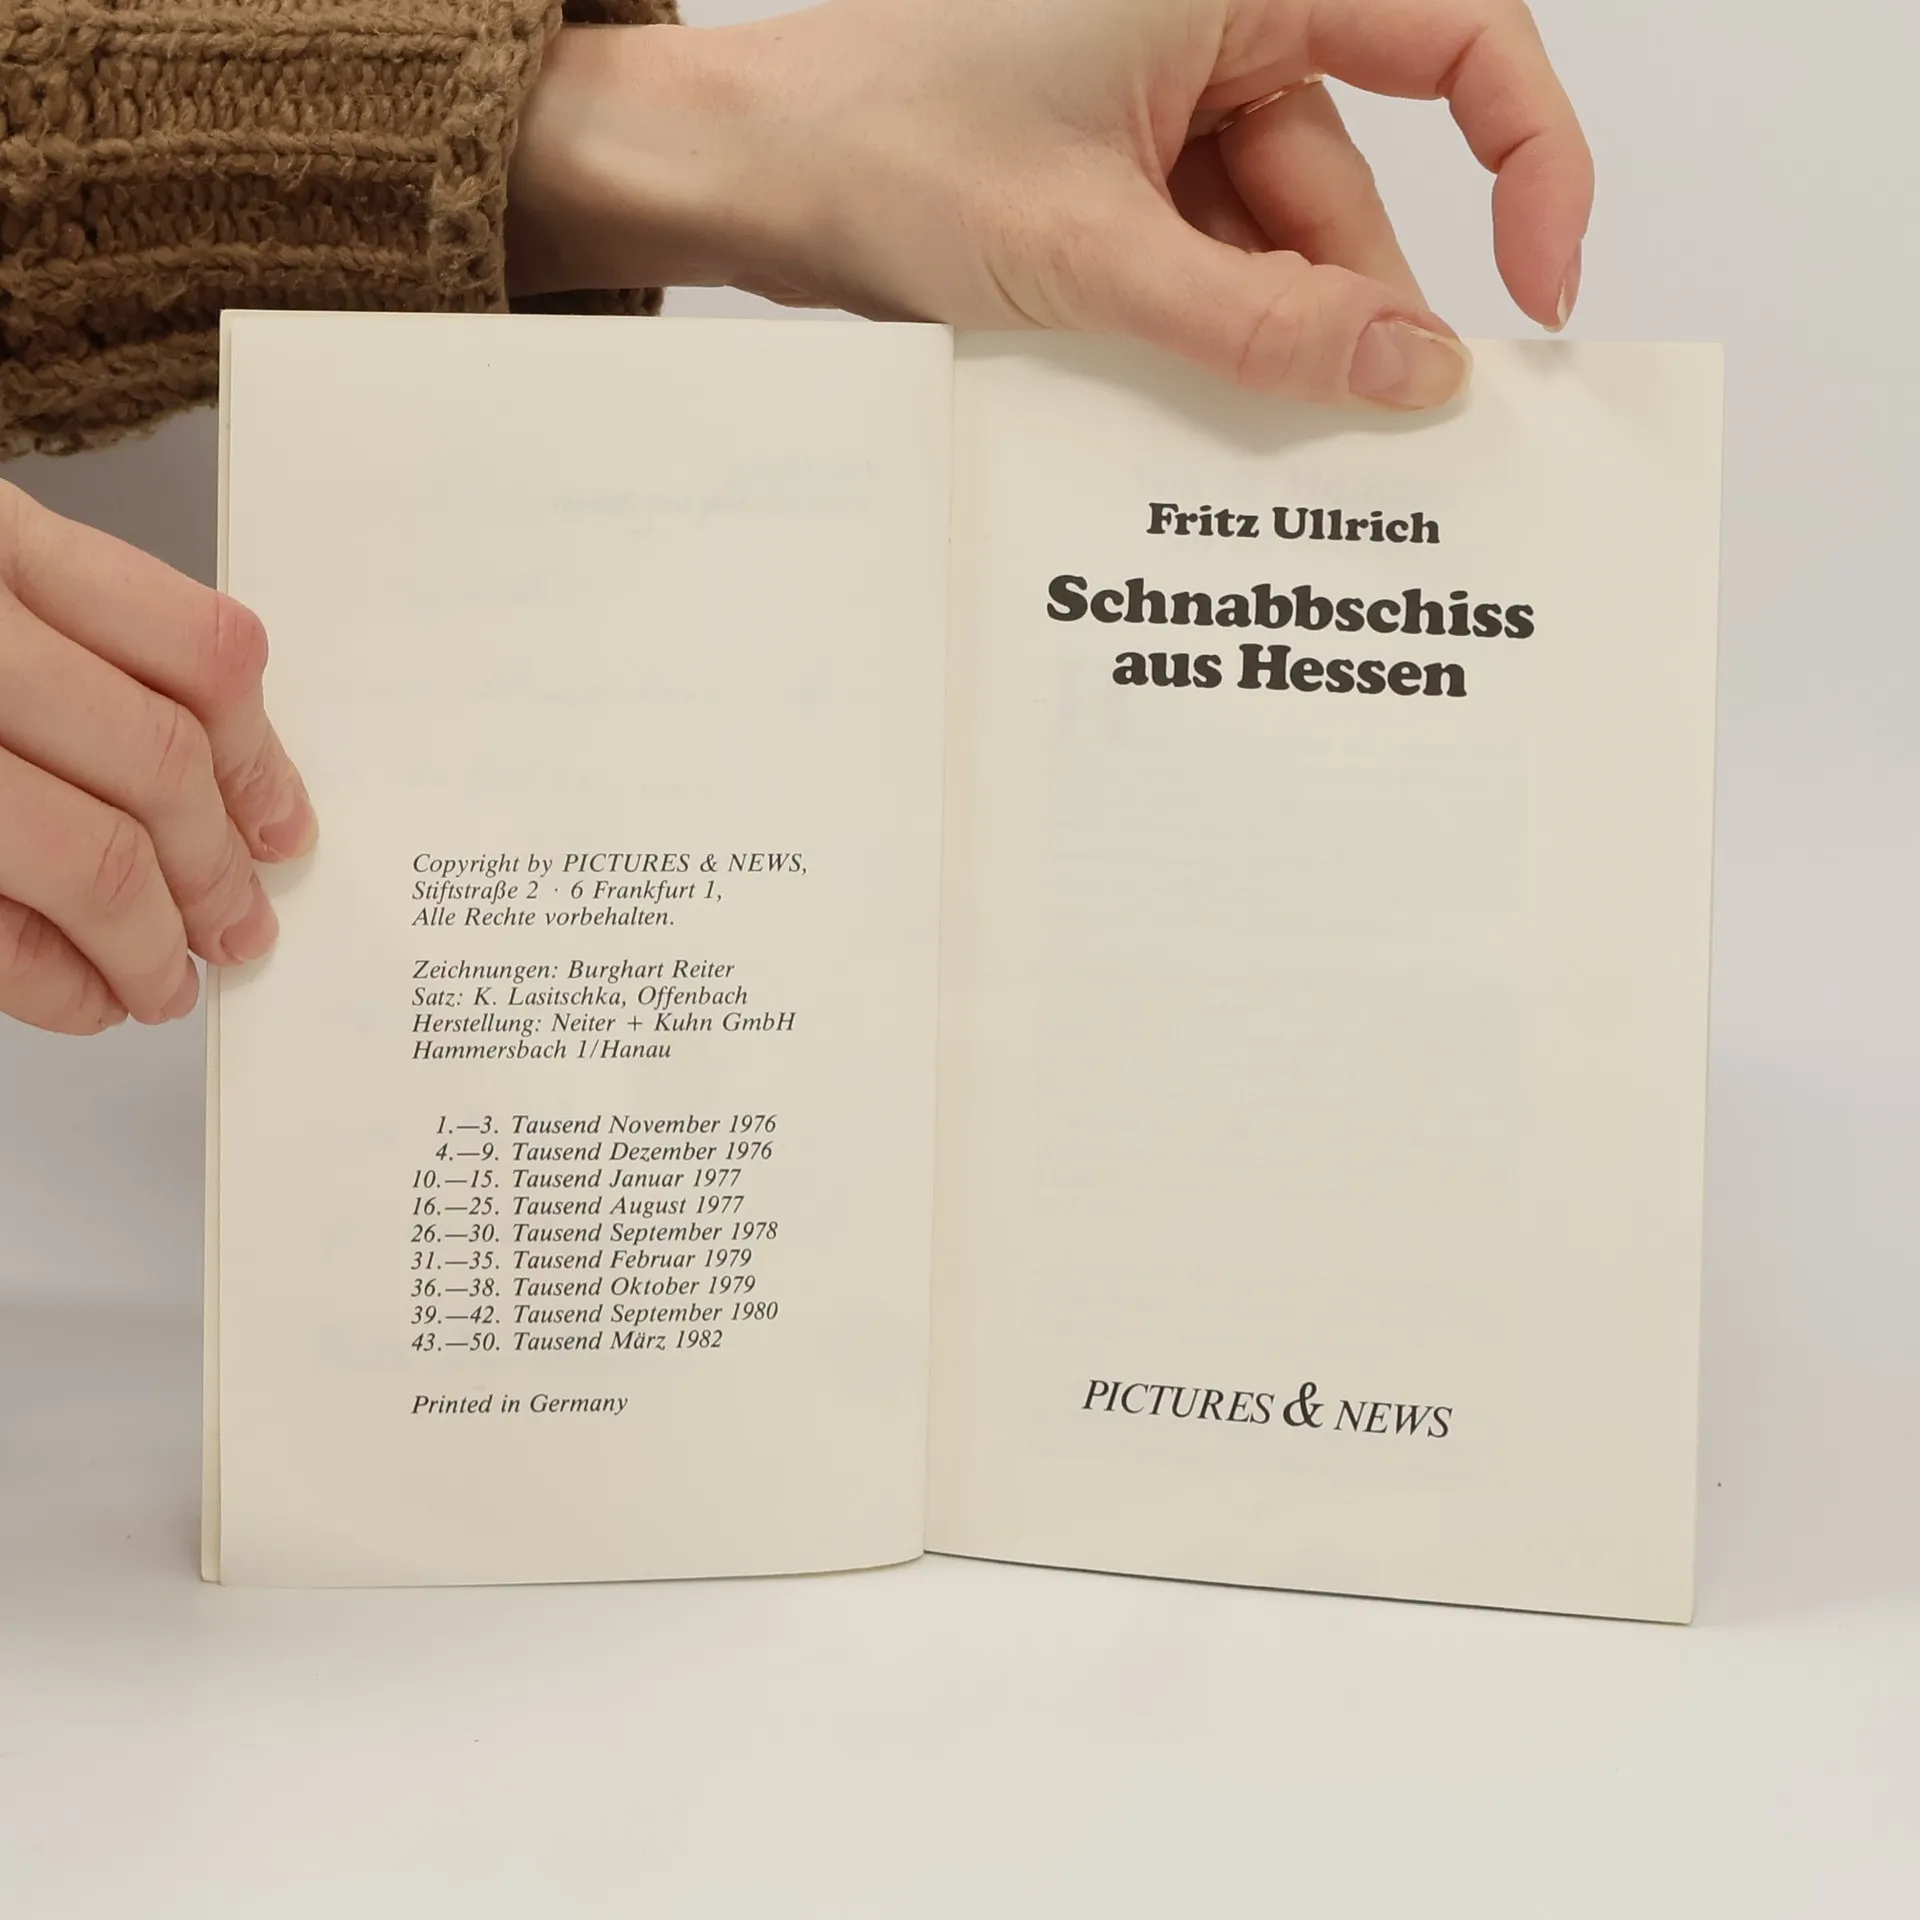 Copyright by PICTURES & NEWS,
Stiftstraße 2 · 6 Frankfurt 1,
Alle Rechte vorbehalten.
Zeichnungen: Burghart Reiter
Satz: K. Lasitschka, Offenbach
Herstellung: Neiter + Kuhn GmbH
Hammersbach 1/Hanau
1.—3. Tausend November 1976
4.—9. Tausend Dezember 1976
10.—15. Tausend Januar 1977
16.—25. Tausend August 1977
26.—30. Tausend September 1978
31.—35. Tausend Februar 1979
36.—38. Tausend Oktober 1979
39.—42. Tausend September 1980
43.—50. Tausend März 1982
Printed in Germany
Fritz Ullrich
Schnabbschiss
aus Hessen
PICTURES & NEWS